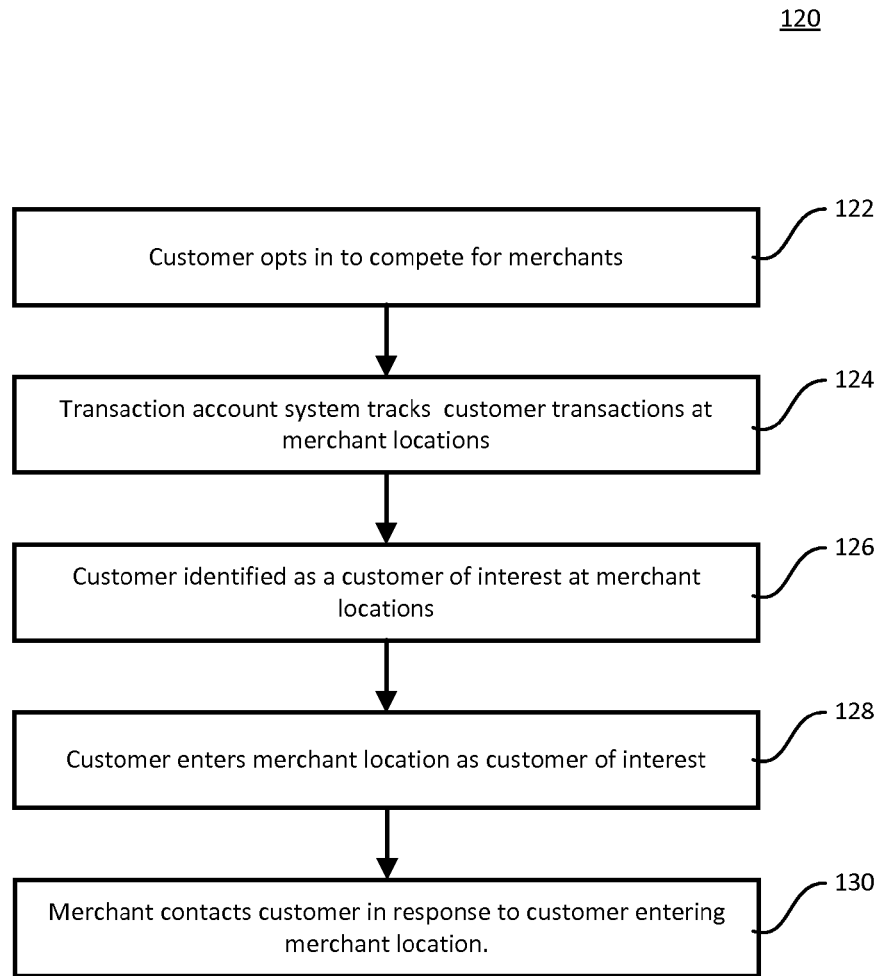 120
Customer opts in to compete for merchants
122
Transaction account system tracks customer transactions at
merchant locations
124
Customer identified as a customer of interest at merchant
locations
126
Customer enters merchant location as customer of interest
128
Merchant contacts customer in response to customer entering
merchant location.
130